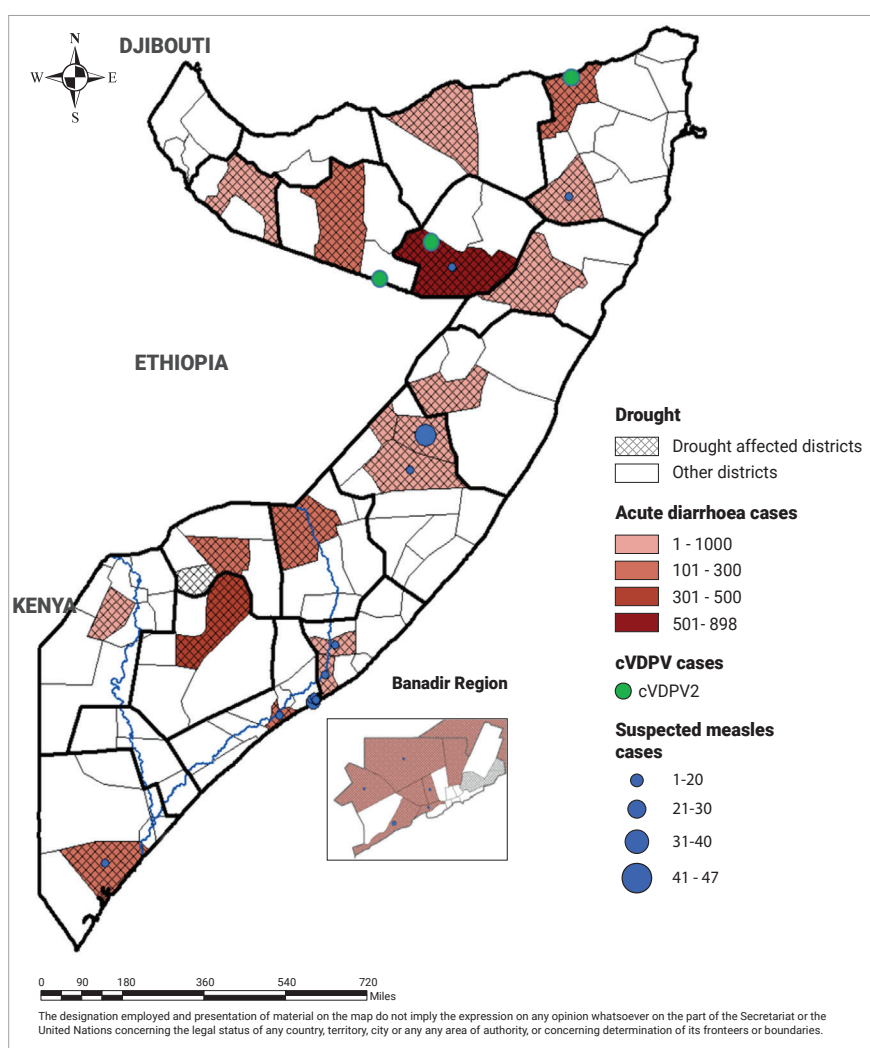 DJIBOUTI
N
W E
S
ETHIOPIA
KENYA
Banadir Region
Drought
Drought affected districts
Other districts
Acute diarrhoea cases
1 - 1000
101 - 300
301 - 500
501- 898
cVDPV cases
cVDPV2
Suspected measles
cases
1-20
21-30
31-40
41 - 47
0 90 180 360 540 720
Miles
The designation employed and presentation of material on the map do not imply the expression on any opinion whatsoever on the part of the Secretariat or the
United Nations concerning the legal status of any country, territory, city or any any area of authority, or concerning determination of its fronteers or boundaries.